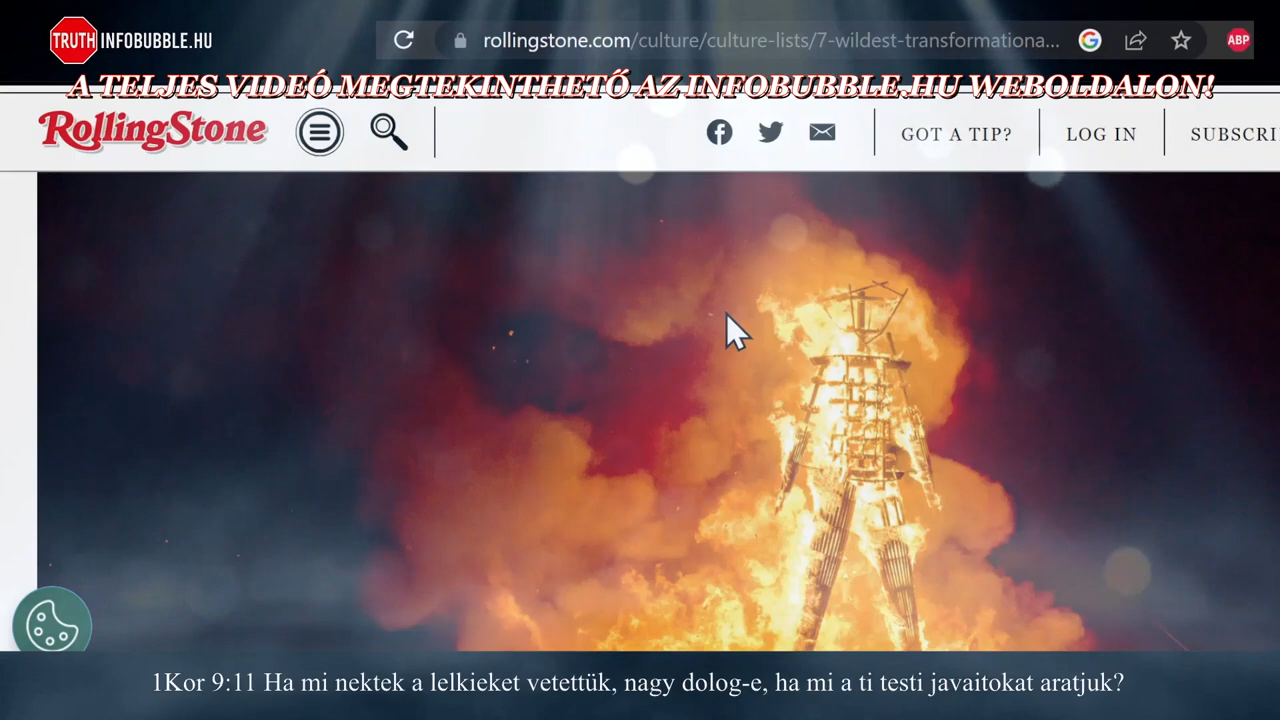 TRUTH INFOBUBBLE.HU
rollingstone.com/culture/culture-lists/7-wildest-transformationa...
ABP
A TELJES VIDEÓ MEGTEKINTHETŐ AZ INFOBUBBLE.HU WEBOLDALON!
RollingStone
GOT A TIP? LOG IN SUBSCRI
1Kor 9:11 Ha mi nektek a lelkieket vetettük, nagy dolog-e, ha mi a ti testi javaitokat aratjuk?